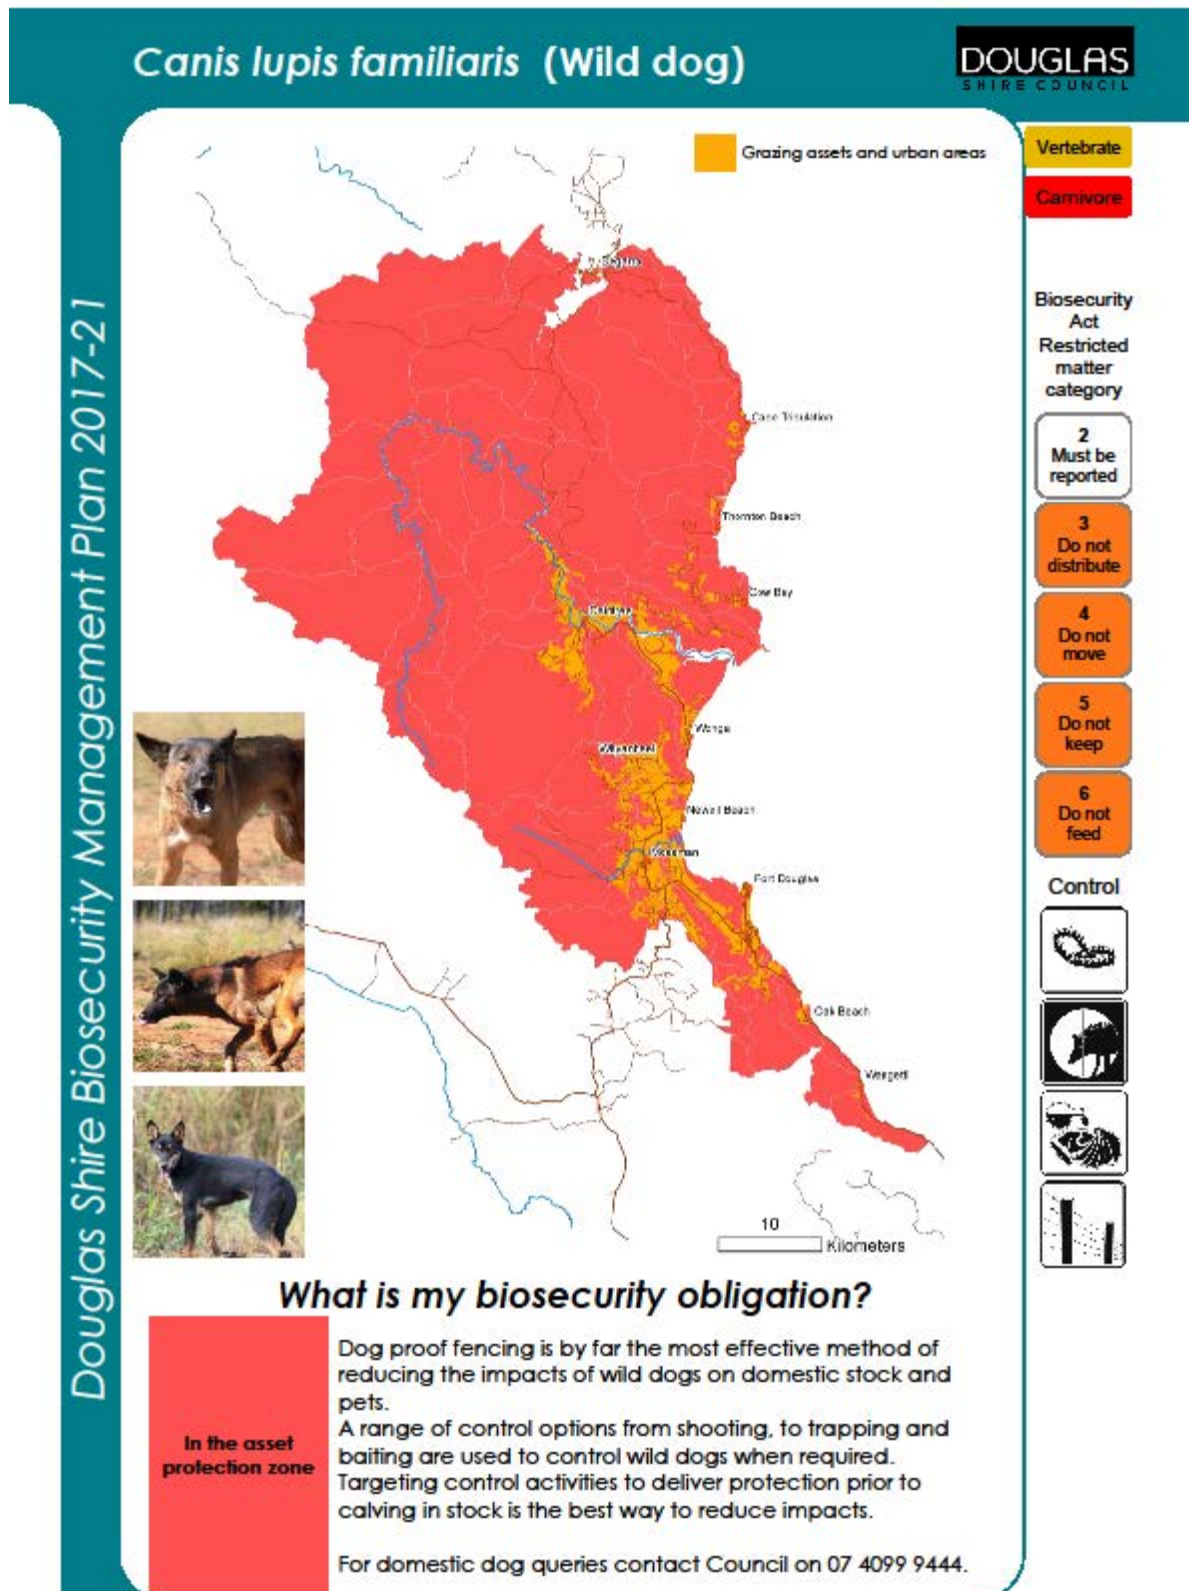 Canis lupis familiaris (Wild dog)
DOUGLAS
SHIRE COUNCIL
Douglas Shire Biosecurity Management Plan 2017-21
Grazing assets and urban areas
Vertebrate
Carnivore
Biosecurity
Act
Restricted
matter
category
2
Must be
reported
3
Do not
distribute
4
Do not
move
5
Do not
keep
6
Do not
feed
Control
Cape Tribulation
Thornton Beach
Cow Bay
Daintree
Wonga
Newell Beach
Mossman
Port Douglas
Oak Beach
Wangetti
10
Kilometers
What is my biosecurity obligation?
In the asset
protection zone
Dog proof fencing is by far the most effective method of
reducing the impacts of wild dogs on domestic stock and
pets.
A range of control options from shooting, to trapping and
baiting are used to control wild dogs when required.
Targeting control activities to deliver protection prior to
calving in stock is the best way to reduce impacts.
For domestic dog queries contact Council on 07 4099 9444.